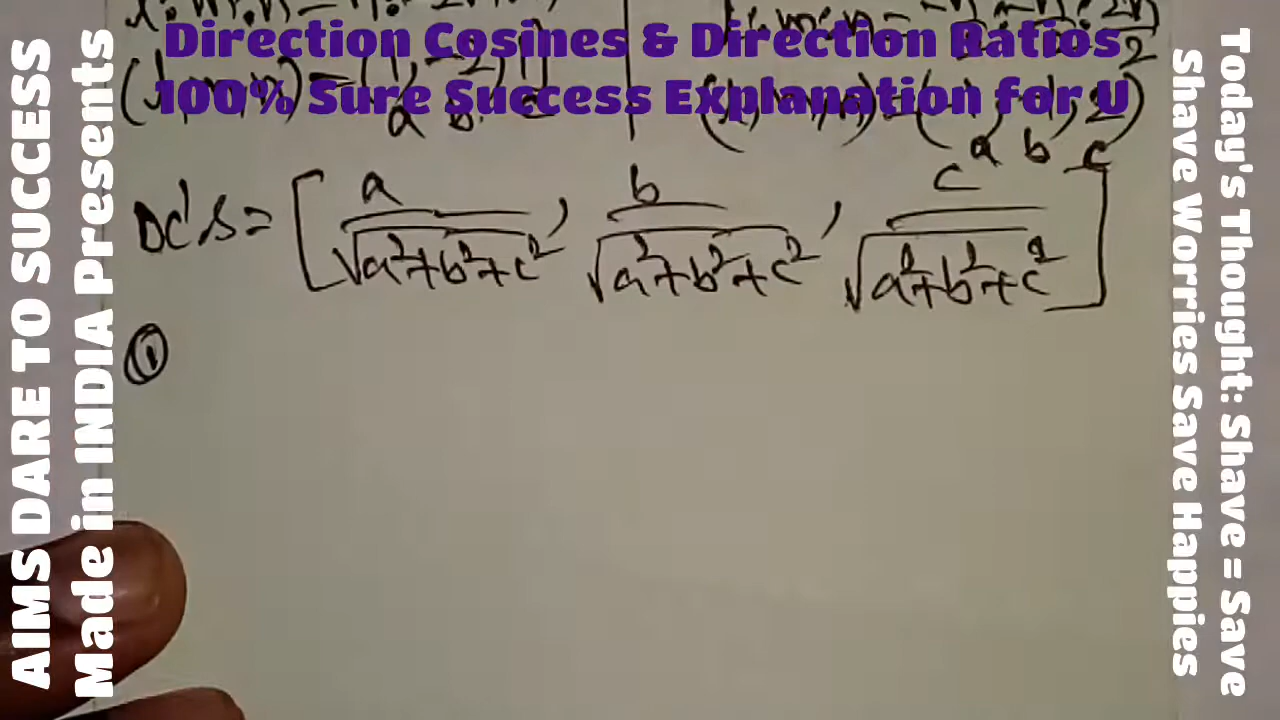 Direction Cosines & Direction Ratios
100% Sure Success Explanation for U
AIMS DARE TO SUCCESS
Made in INDIA Presents
Today's Thought: Shave = Save
Shave Worries Save Happies
a b c
DC'S = [a/√a²+b²+c², b/√a²+b²+c², c/√a²+b²+c²]
①